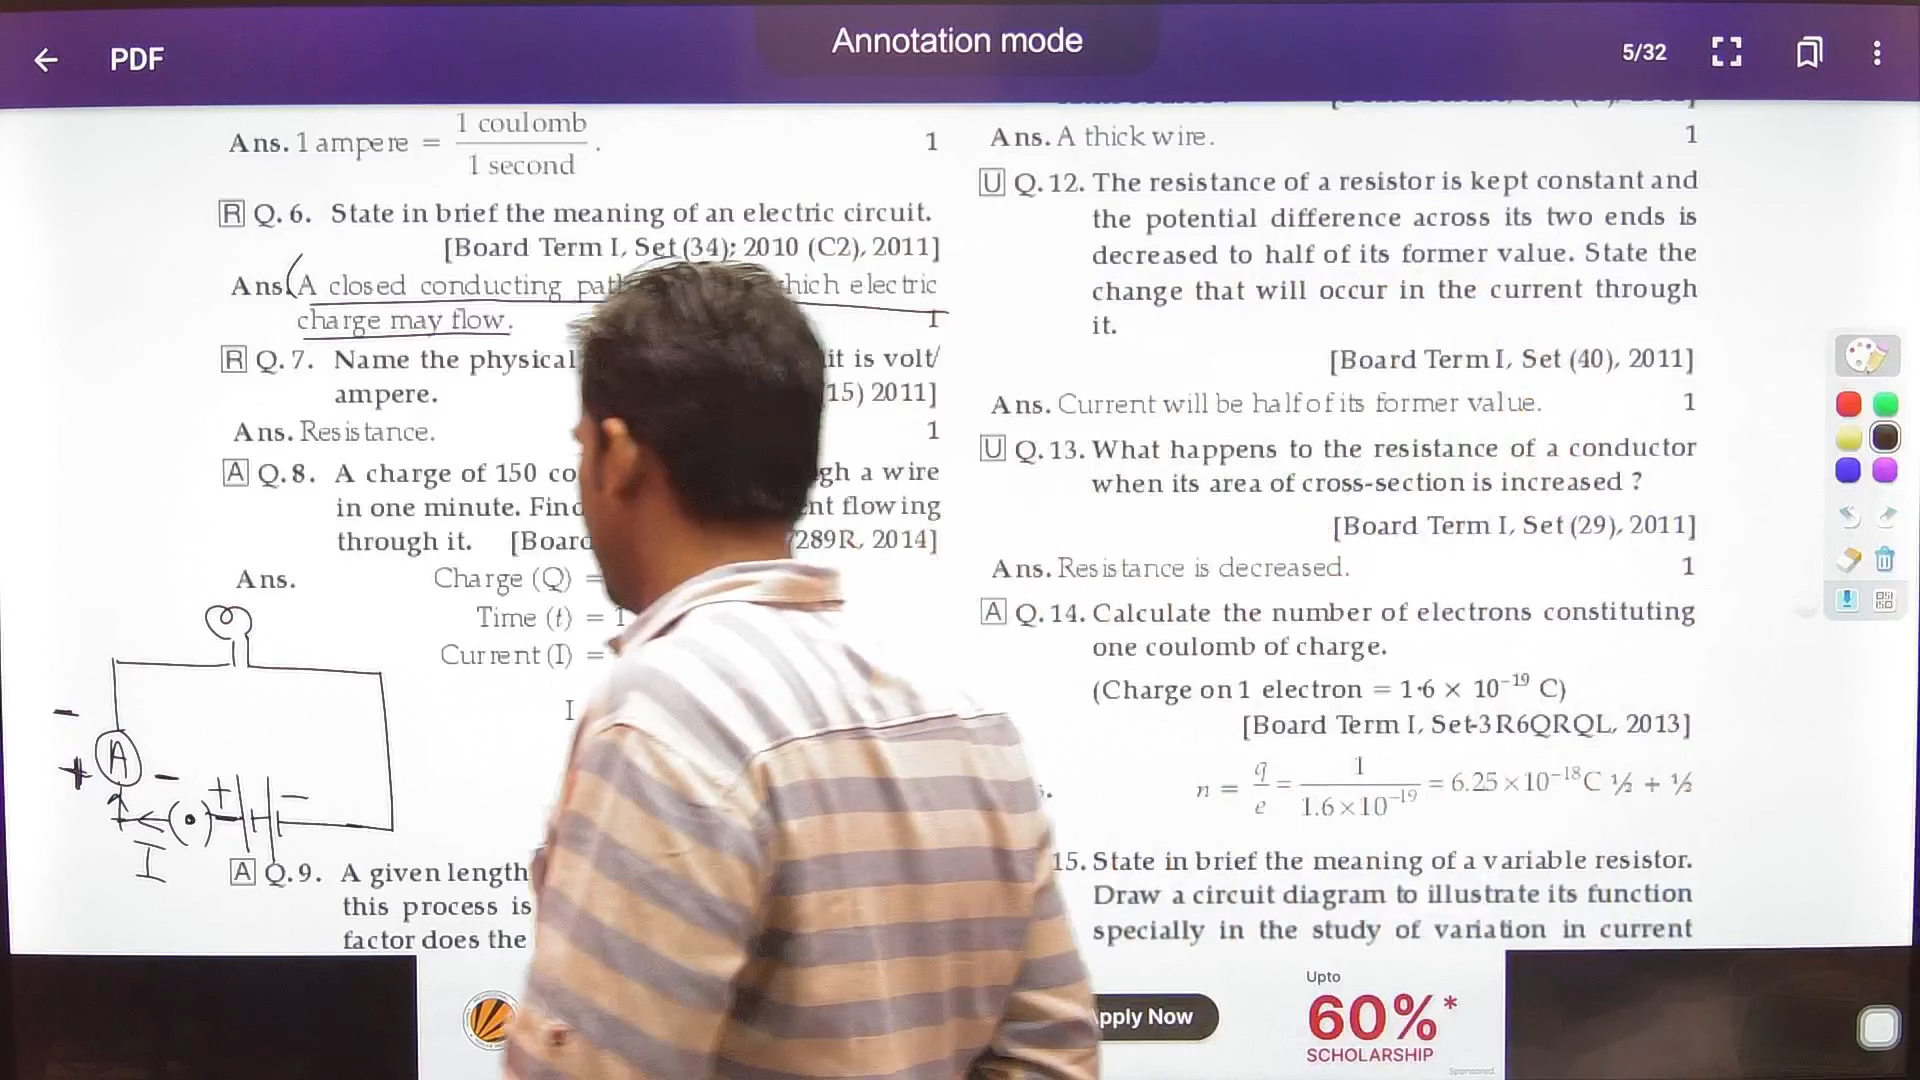 PDF
Annotation mode
5/32
Ans. 1 ampere = 1 coulomb / 1 second . 1
R Q. 6. State in brief the meaning of an electric circuit.
[Board Term I, Set (34); 2010 (C2), 2011]
Ans. A closed conducting hich electric
charge may flow. 1
R Q. 7. Name the physical it is volt/
ampere. 15) 2011]
Ans. Resistance. 1
A Q. 8. A charge of 150 co gh a wire
in one minute. Find nt flowing
through it. [Board 289R, 2014]
Ans. Charge (Q) =
Time (t) = 1
Current (I) =
I
-
A
+ - + -
I
A Q. 9. A given length
this process is
factor does the
Ans. A thick wire. 1
U Q. 12. The resistance of a resistor is kept constant and
the potential difference across its two ends is
decreased to half of its former value. State the
change that will occur in the current through
it.
[Board Term I, Set (40), 2011]
Ans. Current will be half of its former value. 1
U Q. 13. What happens to the resistance of a conductor
when its area of cross-section is increased ?
[Board Term I, Set (29), 2011]
Ans. Resistance is decreased. 1
A Q. 14. Calculate the number of electrons constituting
one coulomb of charge.
(Charge on 1 electron = 1·6 × 10⁻¹⁹ C)
[Board Term I, Set-3R6QRQL, 2013]
n = q/e = 1 / 1.6×10⁻¹⁹ = 6.25×10⁻¹⁸C ½ + ½
15. State in brief the meaning of a variable resistor.
Draw a circuit diagram to illustrate its function
specially in the study of variation in current
pply Now
Upto
60%*
SCHOLARSHIP
Sponsored